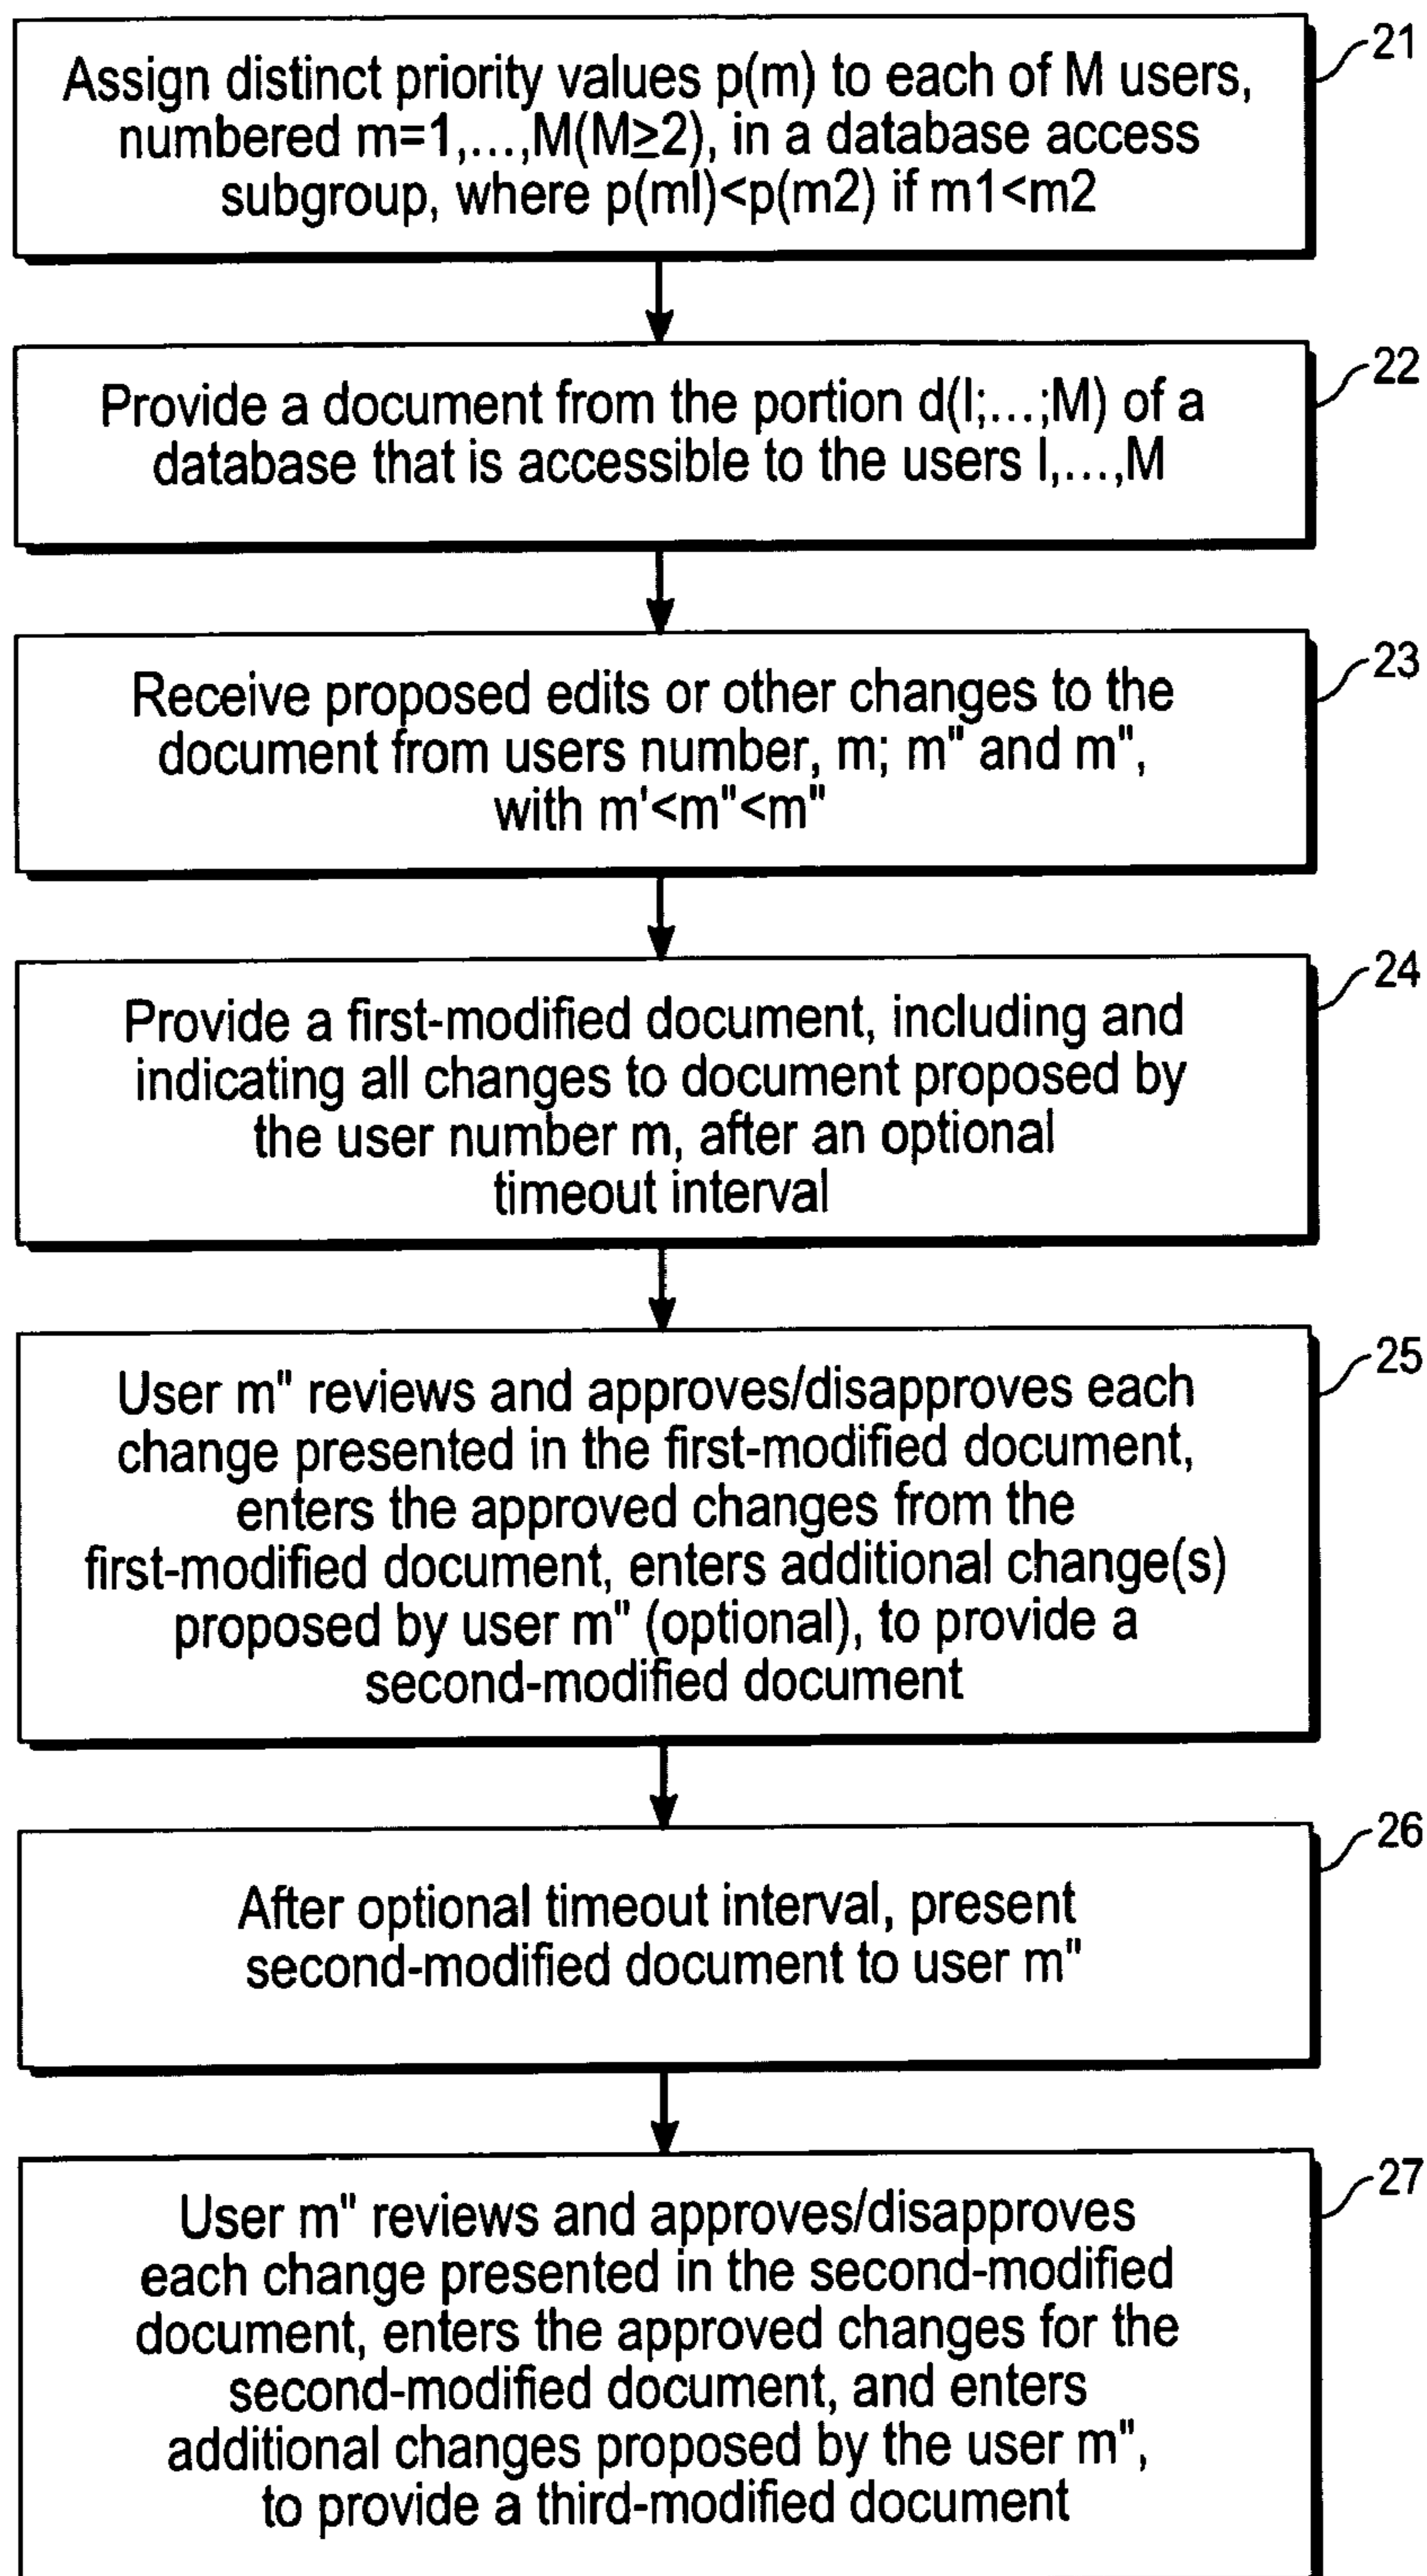 21
Assign distinct priority values p(m) to each of M users,
numbered m=1,...,M(M≥2), in a database access
subgroup, where p(ml)<p(m2) if m1<m2
22
Provide a document from the portion d(l;...;M) of a
database that is accessible to the users l,...,M
23
Receive proposed edits or other changes to the
document from users number, m; m" and m",
with m'<m"<m"
24
Provide a first-modified document, including and
indicating all changes to document proposed by
the user number m, after an optional
timeout interval
25
User m" reviews and approves/disapproves each
change presented in the first-modified document,
enters the approved changes from the
first-modified document, enters additional change(s)
proposed by user m" (optional), to provide a
second-modified document
26
After optional timeout interval, present
second-modified document to user m"
27
User m" reviews and approves/disapproves
each change presented in the second-modified
document, enters the approved changes for the
second-modified document, and enters
additional changes proposed by the user m",
to provide a third-modified document